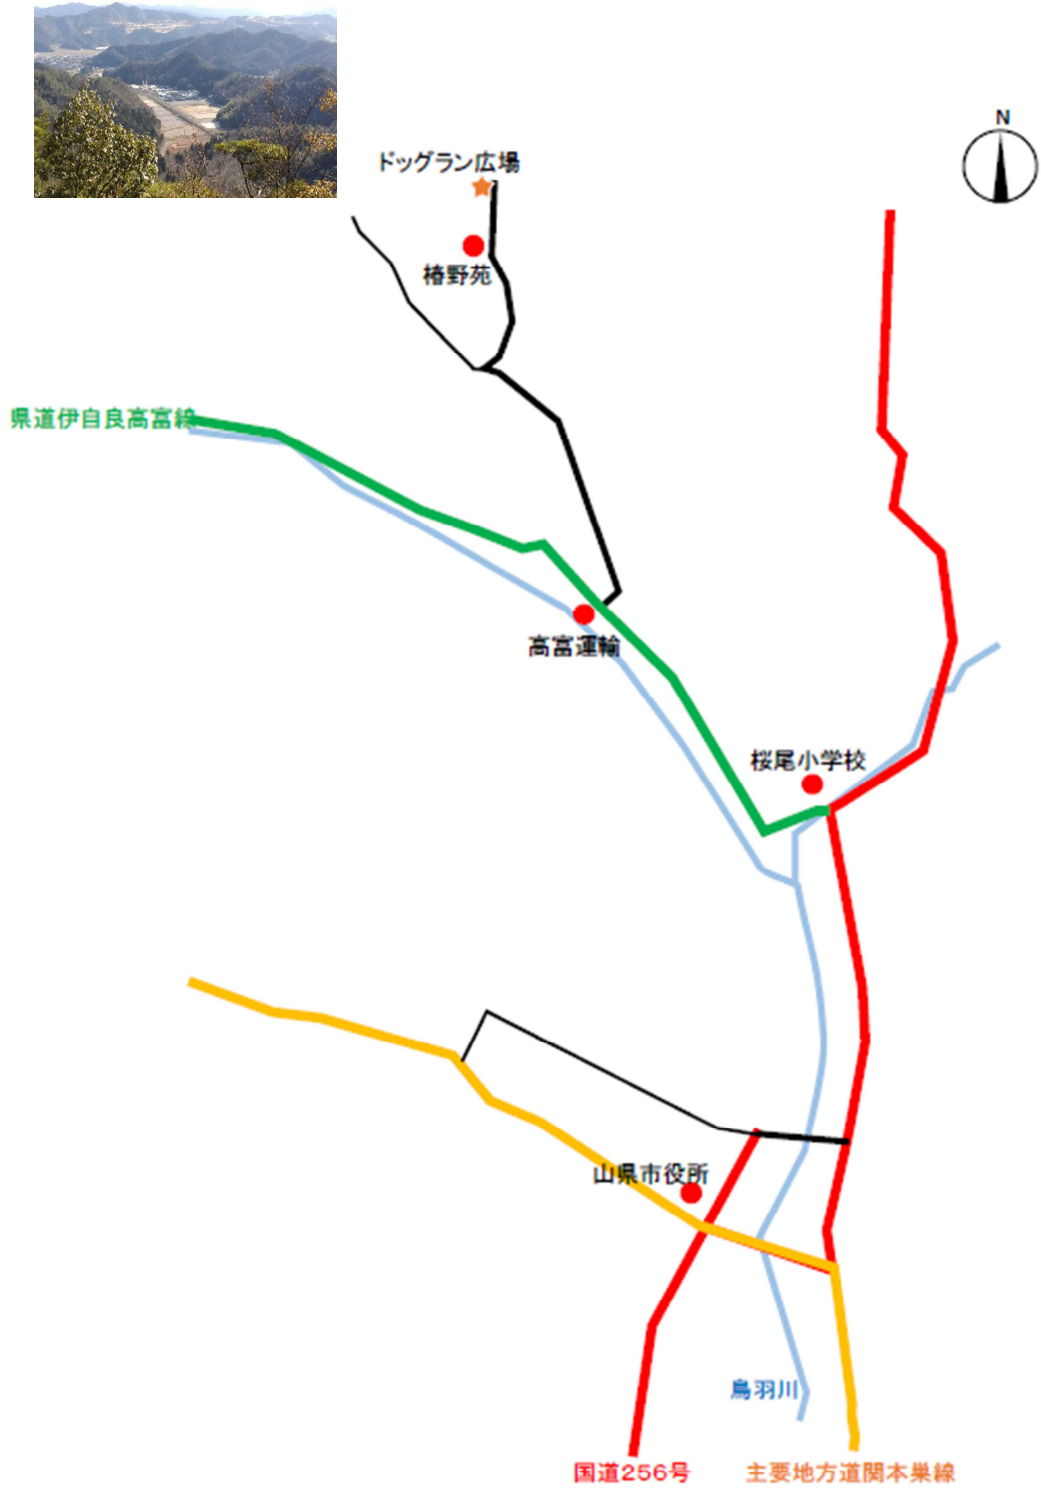 N
ドッグラン広場
椿野苑
県道伊自良高富線
高富運輸
桜尾小学校
山県市役所
鳥羽川
国道256号
主要地方道関本巣線